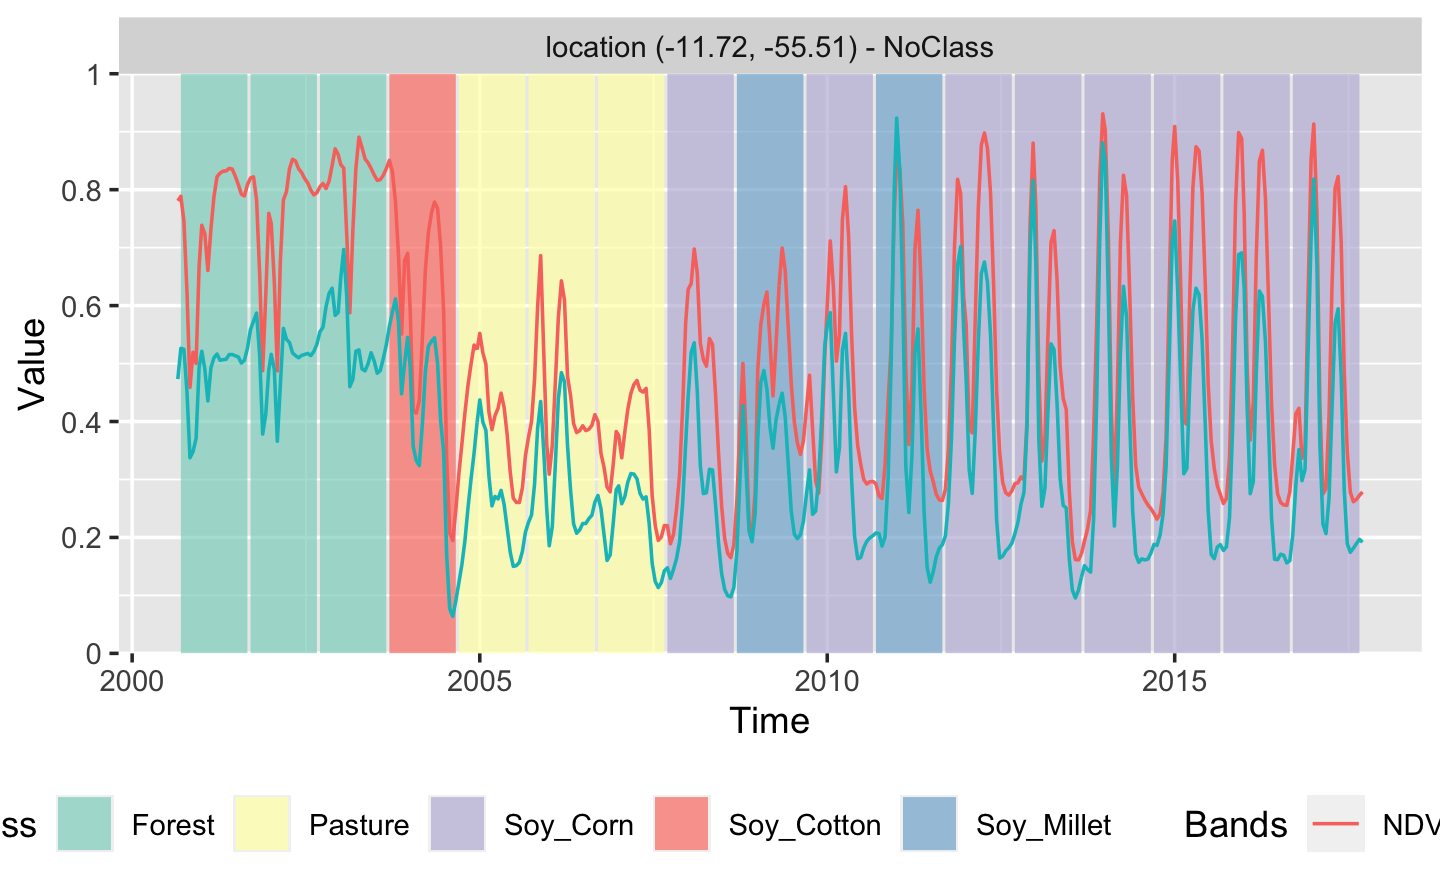 location (-11.72, -55.51) - NoClass
Value
1
0.8
0.6
0.4
0.2
0
2000 2005 2010 2015
Time
ss Forest Pasture Soy_Corn Soy_Cotton Soy_Millet Bands NDV